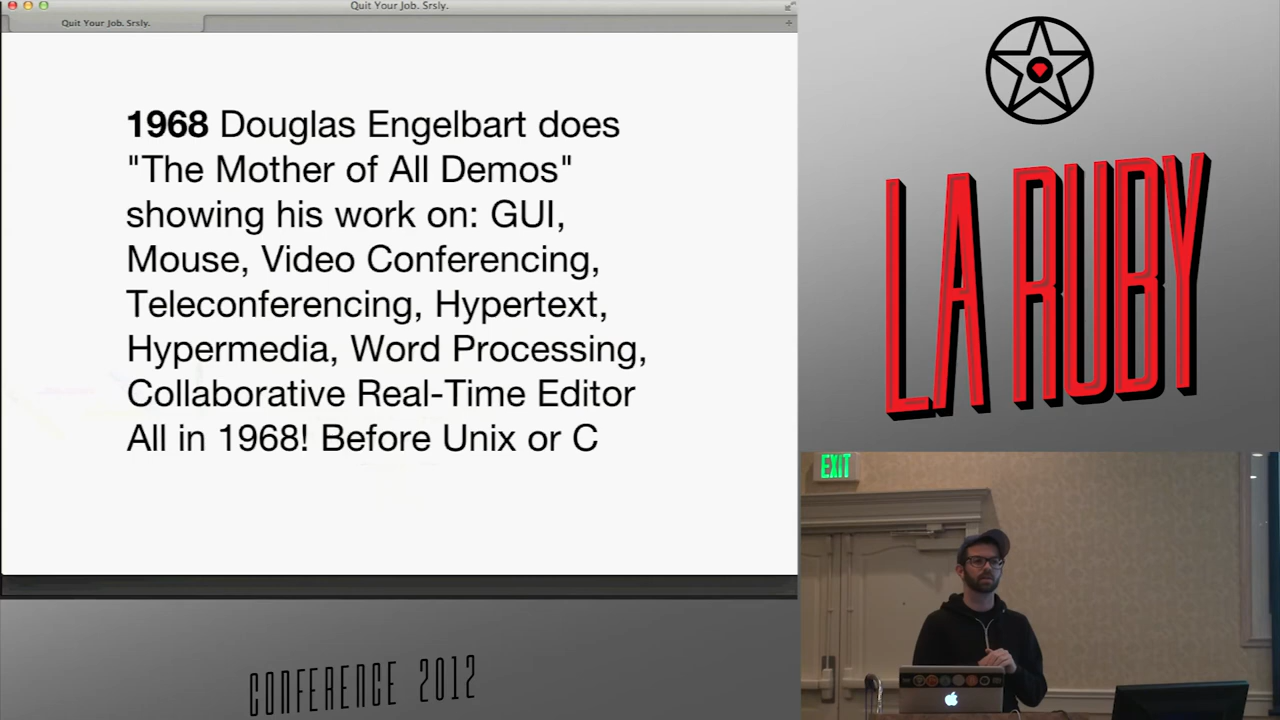 Quit Your Job. Srsly.
Quit Your Job. Srsly.
1968 Douglas Engelbart does
"The Mother of All Demos"
showing his work on: GUI,
Mouse, Video Conferencing,
Teleconferencing, Hypertext,
Hypermedia, Word Processing,
Collaborative Real-Time Editor
All in 1968! Before Unix or C
LA RUBY
EXIT
CONFERENCE 2012